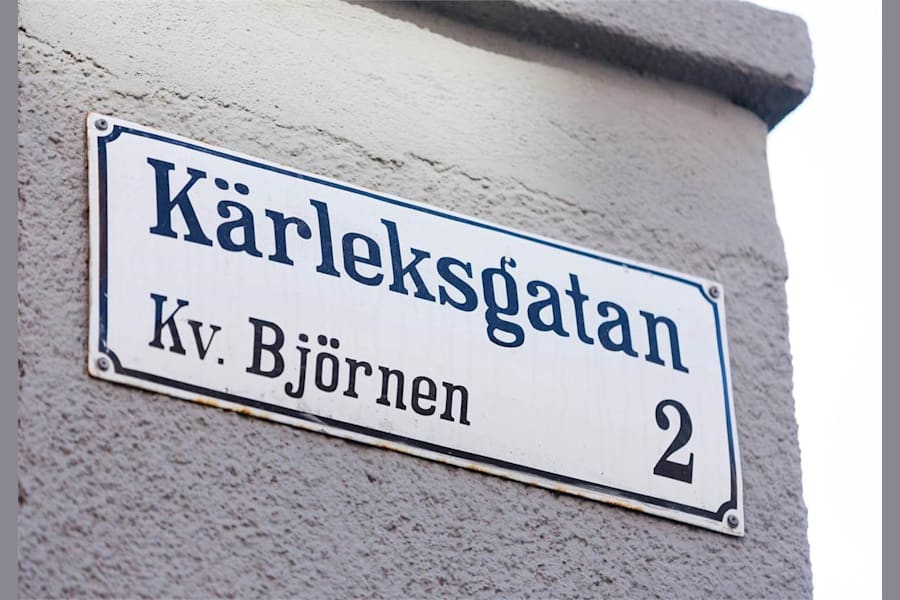 Kärleksgatan
Kv. Björnen
2